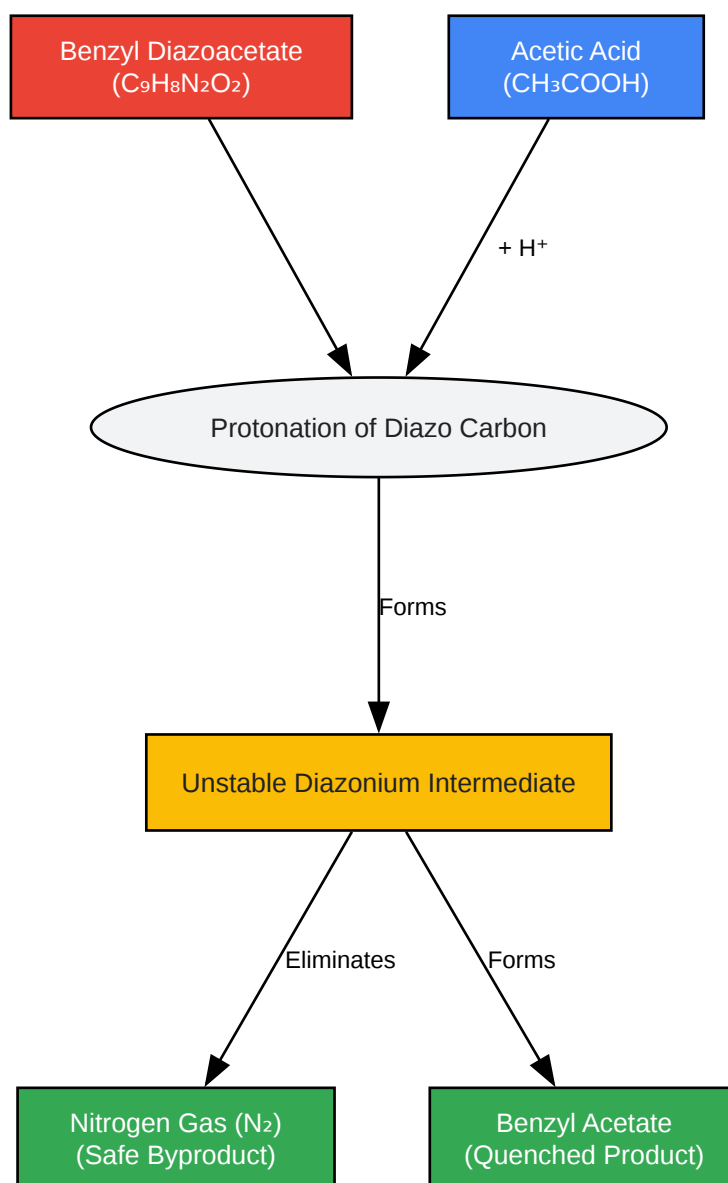 Benzyl Diazoacetate
(C₉H₈N₂O₂)
Acetic Acid
(CH₃COOH)
+ H⁺
Protonation of Diazo Carbon
Forms
Unstable Diazonium Intermediate
Eliminates
Forms
Nitrogen Gas (N₂)
(Safe Byproduct)
Benzyl Acetate
(Quenched Product)